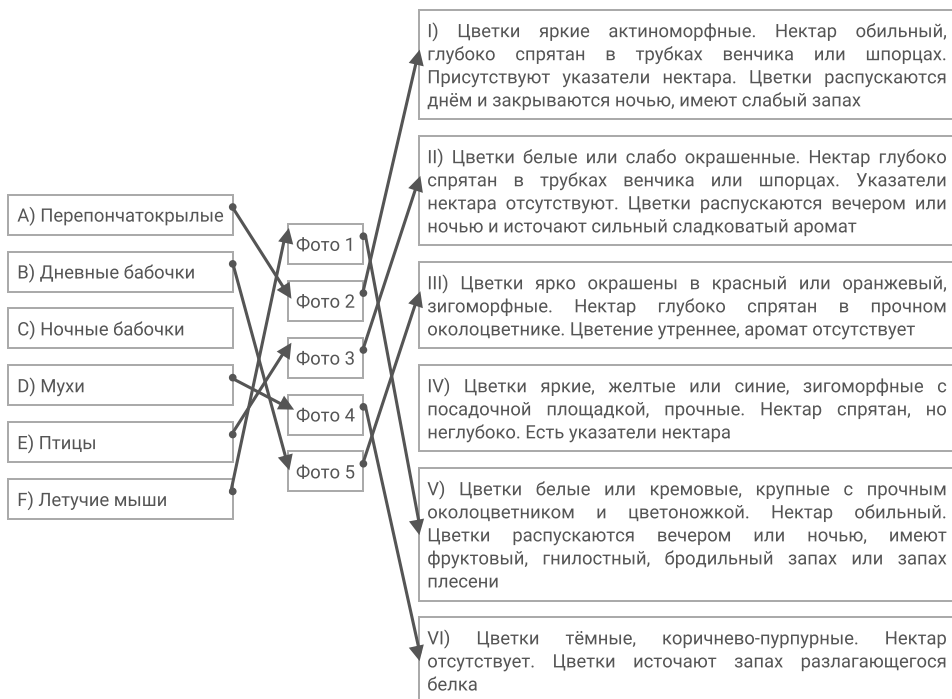 A) Перепончатокрылые
B) Дневные бабочки
C) Ночные бабочки
D) Мухи
E) Птицы
F) Летучие мыши
Фото 1
Фото 2
Фото 3
Фото 4
Фото 5
I) Цветки яркие актиноморфные. Нектар обильный,
глубоко спрятан в трубках венчика или шпорцах.
Присутствуют указатели нектара. Цветки распускаются
днём и закрываются ночью, имеют слабый запах
II) Цветки белые или слабо окрашенные. Нектар глубоко
спрятан в трубках венчика или шпорцах. Указатели
нектара отсутствуют. Цветки распускаются вечером или
ночью и источают сильный сладковатый аромат
III) Цветки ярко окрашены в красный или оранжевый,
зигоморфные. Нектар глубоко спрятан в прочном
околоцветнике. Цветение утреннее, аромат отсутствует
IV) Цветки яркие, желтые или синие, зигоморфные с
посадочной площадкой, прочные. Нектар спрятан, но
неглубоко. Есть указатели нектара
V) Цветки белые или кремовые, крупные с прочным
околоцветником и цветоножкой. Нектар обильный.
Цветки распускаются вечером или ночью, имеют
фруктовый, гнилостный, бродильный запах или запах
плесени
VI) Цветки тёмные, коричнево-пурпурные. Нектар
отсутствует. Цветки источают запах разлагающегося
белка